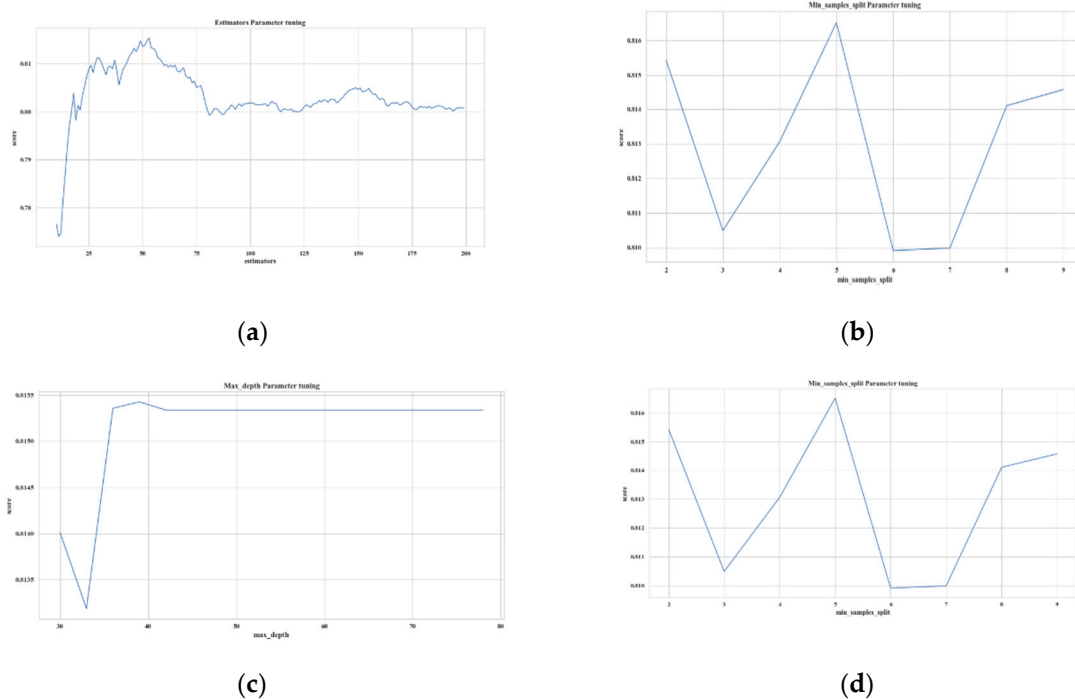 Estimators Parameter tuning
0.81
0.80
0.79
0.78
score
25 50 75 100 125 150 175 200
estimators
(a)
Min_samples_split Parameter tuning
0.816
0.815
0.814
0.813
0.812
0.811
0.810
score
2 3 4 5 6 7 8 9
min_samples_split
(b)
Max_depth Parameter tuning
0.8155
0.8150
0.8145
0.8140
0.8135
score
30 40 50 60 70 80
max_depth
(c)
Min_samples_split Parameter tuning
0.816
0.815
0.814
0.813
0.812
0.811
0.810
score
2 3 4 5 6 7 8 9
min_samples_split
(d)